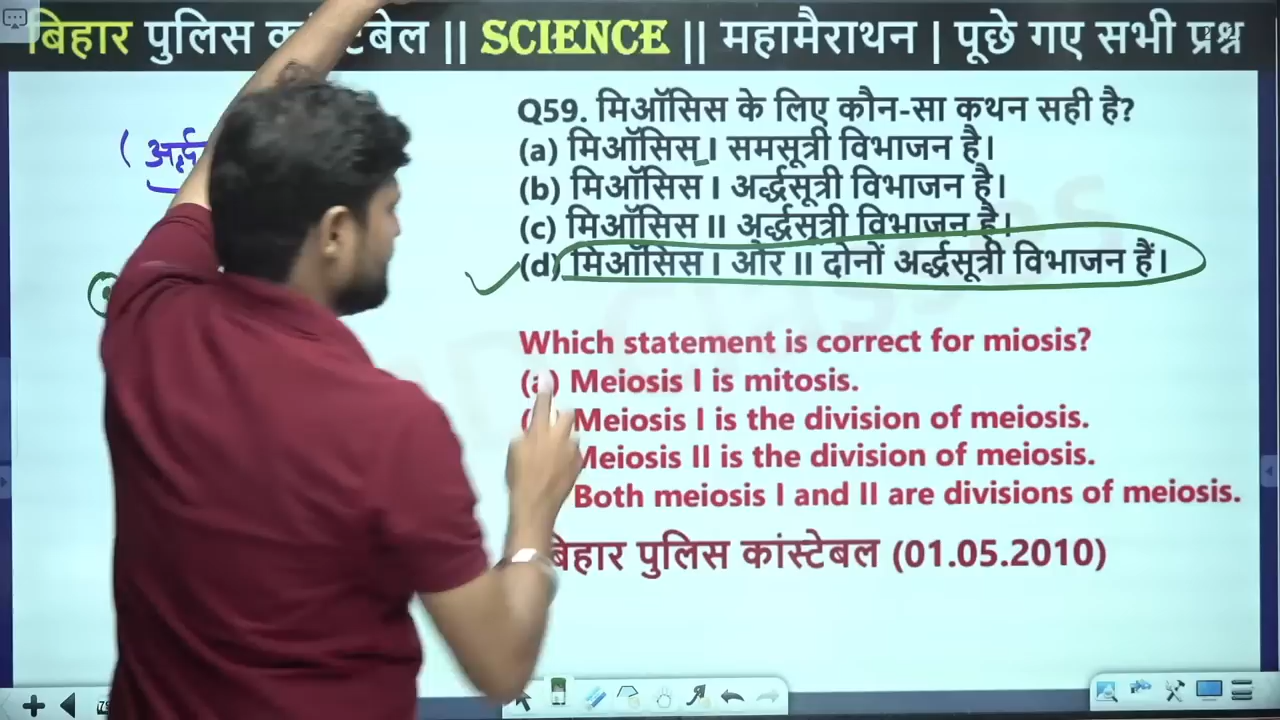 बिहार पुलिस कांस्टेबल || SCIENCE || महामैराथन | पूछे गए सभी प्रश्न
Q59. मिऑसिस के लिए कौन-सा कथन सही है?
(a) मिऑसिस I समसूत्री विभाजन है।
(b) मिऑसिस I अर्द्धसूत्री विभाजन है।
(c) मिऑसिस II अर्द्धसूत्री विभाजन है।
(d) मिऑसिस I ओर II दोनों अर्द्धसूत्री विभाजन हैं।
Which statement is correct for miosis?
(a) Meiosis I is mitosis.
Meiosis I is the division of meiosis.
Meiosis II is the division of meiosis.
Both meiosis I and II are divisions of meiosis.
बिहार पुलिस कांस्टेबल (01.05.2010)